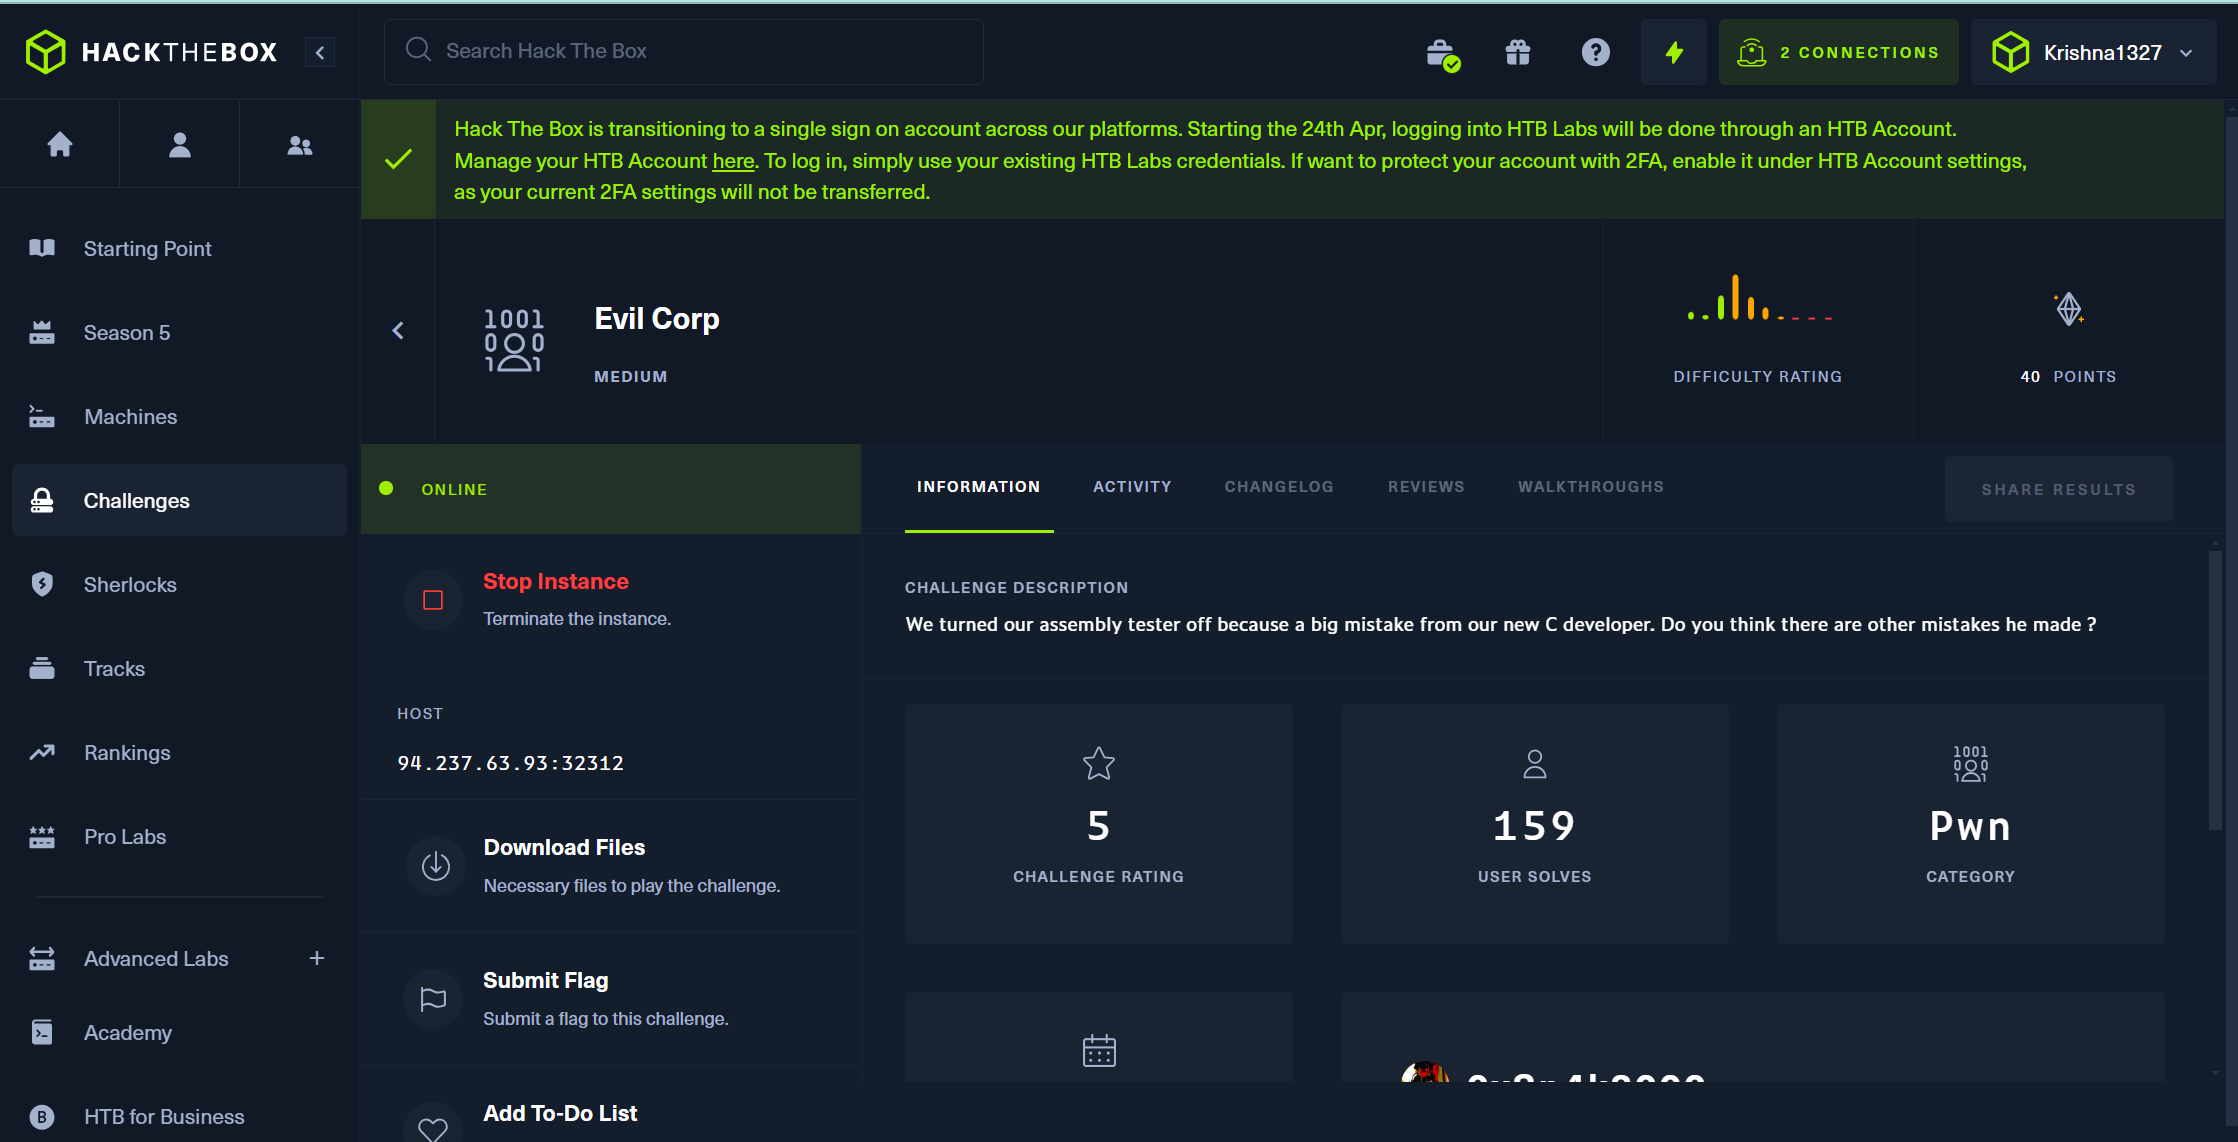 HACKTHEBOX
Search Hack The Box
2 CONNECTIONS
Krishna1327
Hack The Box is transitioning to a single sign on account across our platforms. Starting the 24th Apr, logging into HTB Labs will be done through an HTB Account.
Manage your HTB Account here. To log in, simply use your existing HTB Labs credentials. If want to protect your account with 2FA, enable it under HTB Account settings,
as your current 2FA settings will not be transferred.
Starting Point
Season 5
Machines
Challenges
Sherlocks
Tracks
Rankings
Pro Labs
Advanced Labs +
Academy
HTB for Business
Evil Corp
MEDIUM
DIFFICULTY RATING
40 POINTS
ONLINE
Stop Instance
Terminate the instance.
HOST
94.237.63.93:32312
Download Files
Necessary files to play the challenge.
Submit Flag
Submit a flag to this challenge.
Add To-Do List
INFORMATION ACTIVITY CHANGELOG REVIEWS WALKTHROUGHS
SHARE RESULTS
CHALLENGE DESCRIPTION
We turned our assembly tester off because a big mistake from our new C developer. Do you think there are other mistakes he made ?
5
CHALLENGE RATING
159
USER SOLVES
Pwn
CATEGORY